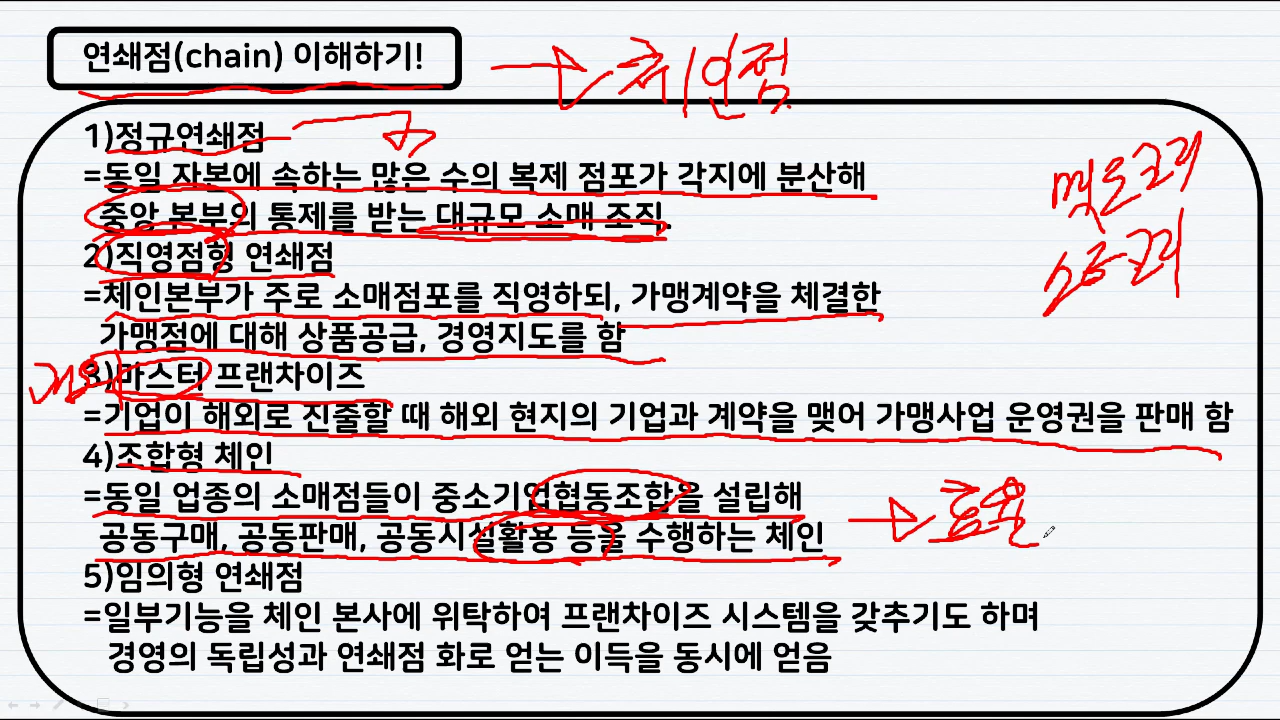 연쇄점(chain) 이해하기!
체인점
1)정규연쇄점
=동일 자본에 속하는 많은 수의 복제 점포가 각지에 분산해
중앙 본부의 통제를 받는 대규모 소매 조직.
2)직영점형 연쇄점
=체인본부가 주로 소매점포를 직영하되, 가맹계약을 체결한
가맹점에 대해 상품공급, 경영지도를 함
3)마스터 프랜차이즈
=기업이 해외로 진출할 때 해외 현지의 기업과 계약을 맺어 가맹사업 운영권을 판매 함
4)조합형 체인
=동일 업종의 소매점들이 중소기업협동조합을 설립해
공동구매, 공동판매, 공동시설활용 등을 수행하는 체인
효율
5)임의형 연쇄점
=일부기능을 체인 본사에 위탁하여 프랜차이즈 시스템을 갖추기도 하며
경영의 독립성과 연쇄점 화로 얻는 이득을 동시에 얻음